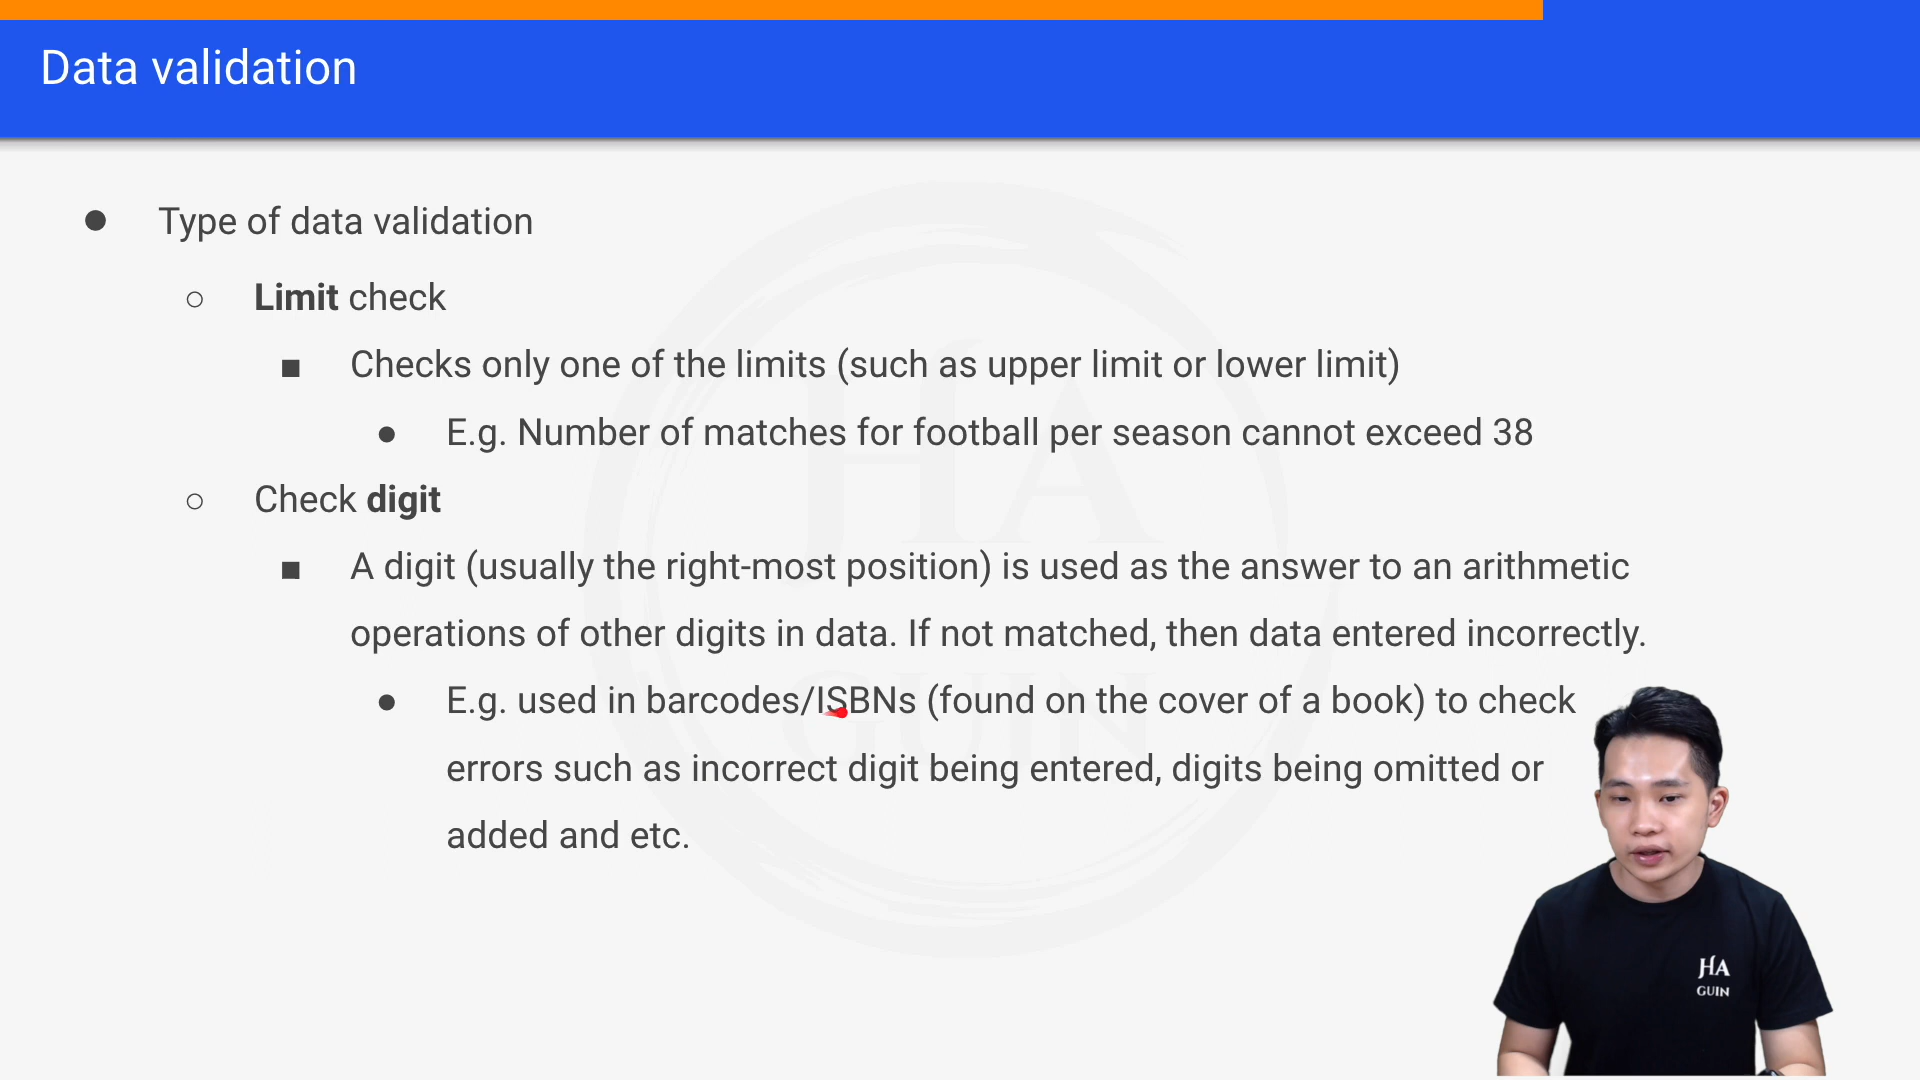 Data validation
● Type of data validation
○ Limit check
■ Checks only one of the limits (such as upper limit or lower limit)
● E.g. Number of matches for football per season cannot exceed 38
○ Check digit
■ A digit (usually the right-most position) is used as the answer to an arithmetic
operations of other digits in data. If not matched, then data entered incorrectly.
● E.g. used in barcodes/ISBNs (found on the cover of a book) to check
errors such as incorrect digit being entered, digits being omitted or
added and etc.
HA
GUIN
HA
GUIN